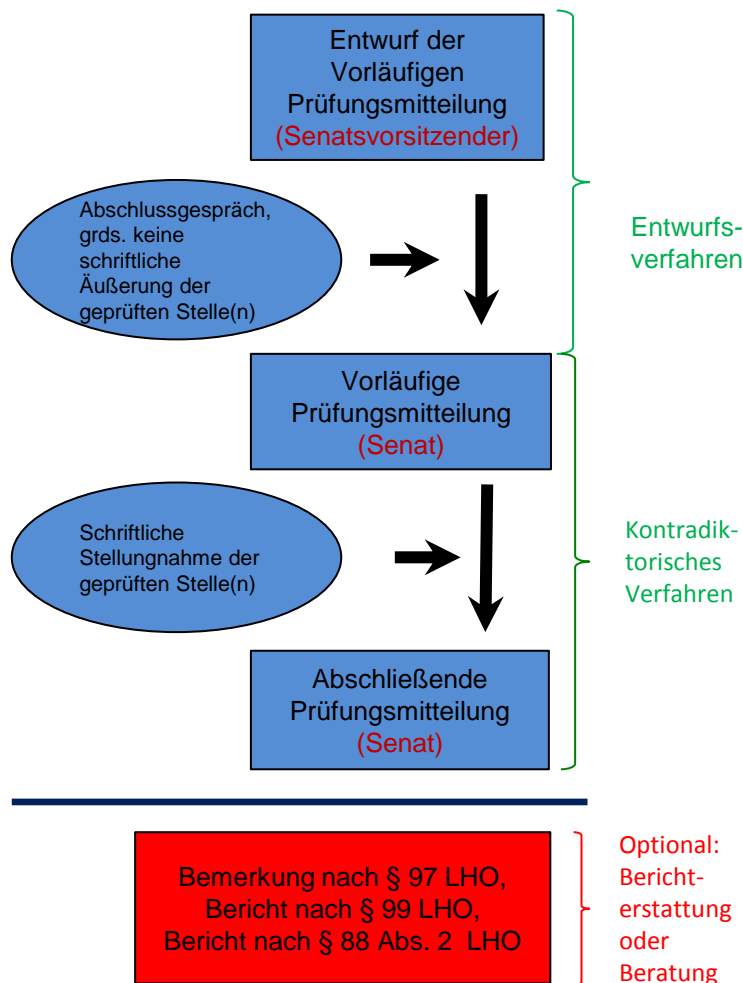 Entwurf der
Vorläufigen
Prüfungsmitteilung
(Senatsvorsitzender)
Abschlussgespräch,
grds. keine
schriftliche
Äußerung der
geprüften Stelle(n)
Entwurfs-
verfahren
Vorläufige
Prüfungsmitteilung
(Senat)
Schriftliche
Stellungnahme der
geprüften Stelle(n)
Kontradik-
torisches
Verfahren
Abschließende
Prüfungsmitteilung
(Senat)
Bemerkung nach § 97 LHO,
Bericht nach § 99 LHO,
Bericht nach § 88 Abs. 2 LHO
Optional:
Bericht-
erstattung
oder
Beratung